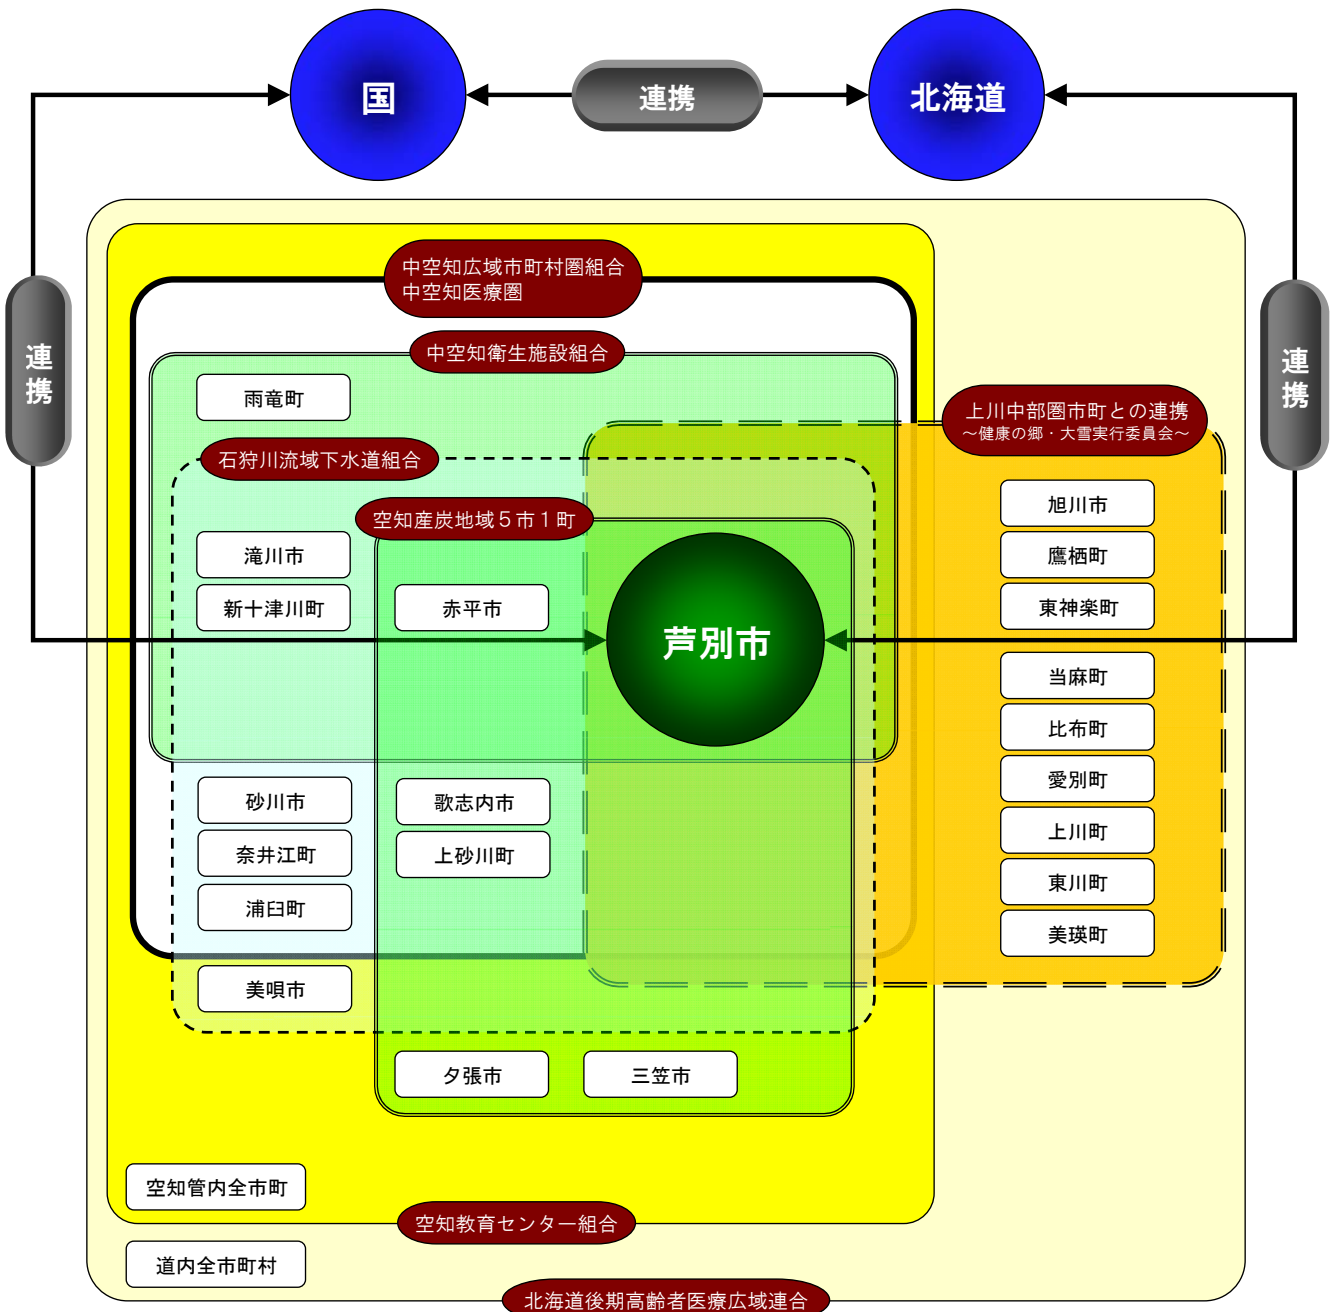 国
連携
北海道
中空知広域市町村圏組合
中空知医療圏
連携
連携
中空知衛生施設組合
雨竜町
上川中部圏市町との連携
～健康の郷・大雪実行委員会～
石狩川流域下水道組合
空知産炭地域５市１町
旭川市
滝川市
鷹栖町
新十津川町
赤平市
東神楽町
芦別市
当麻町
比布町
愛別町
砂川市
歌志内市
上川町
奈井江町
上砂川町
東川町
浦臼町
美瑛町
美唄市
夕張市
三笠市
空知管内全市町
空知教育センター組合
道内全市町村
北海道後期高齢者医療広域連合